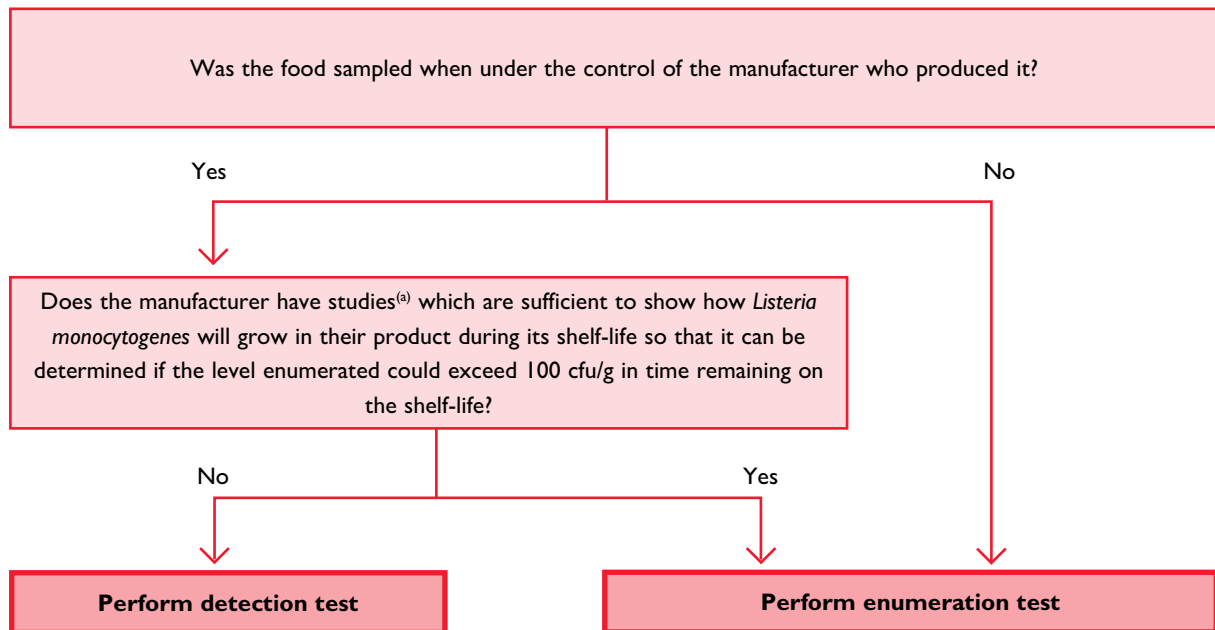 Was the food sampled when under the control of the manufacturer who produced it?
Yes
No
Does the manufacturer have studies(a) which are sufficient to show how Listeria
monocytogenes will grow in their product during its shelf-life so that it can be
determined if the level enumerated could exceed 100 cfu/g in time remaining on
the shelf-life?
No
Yes
Perform detection test
Perform enumeration test